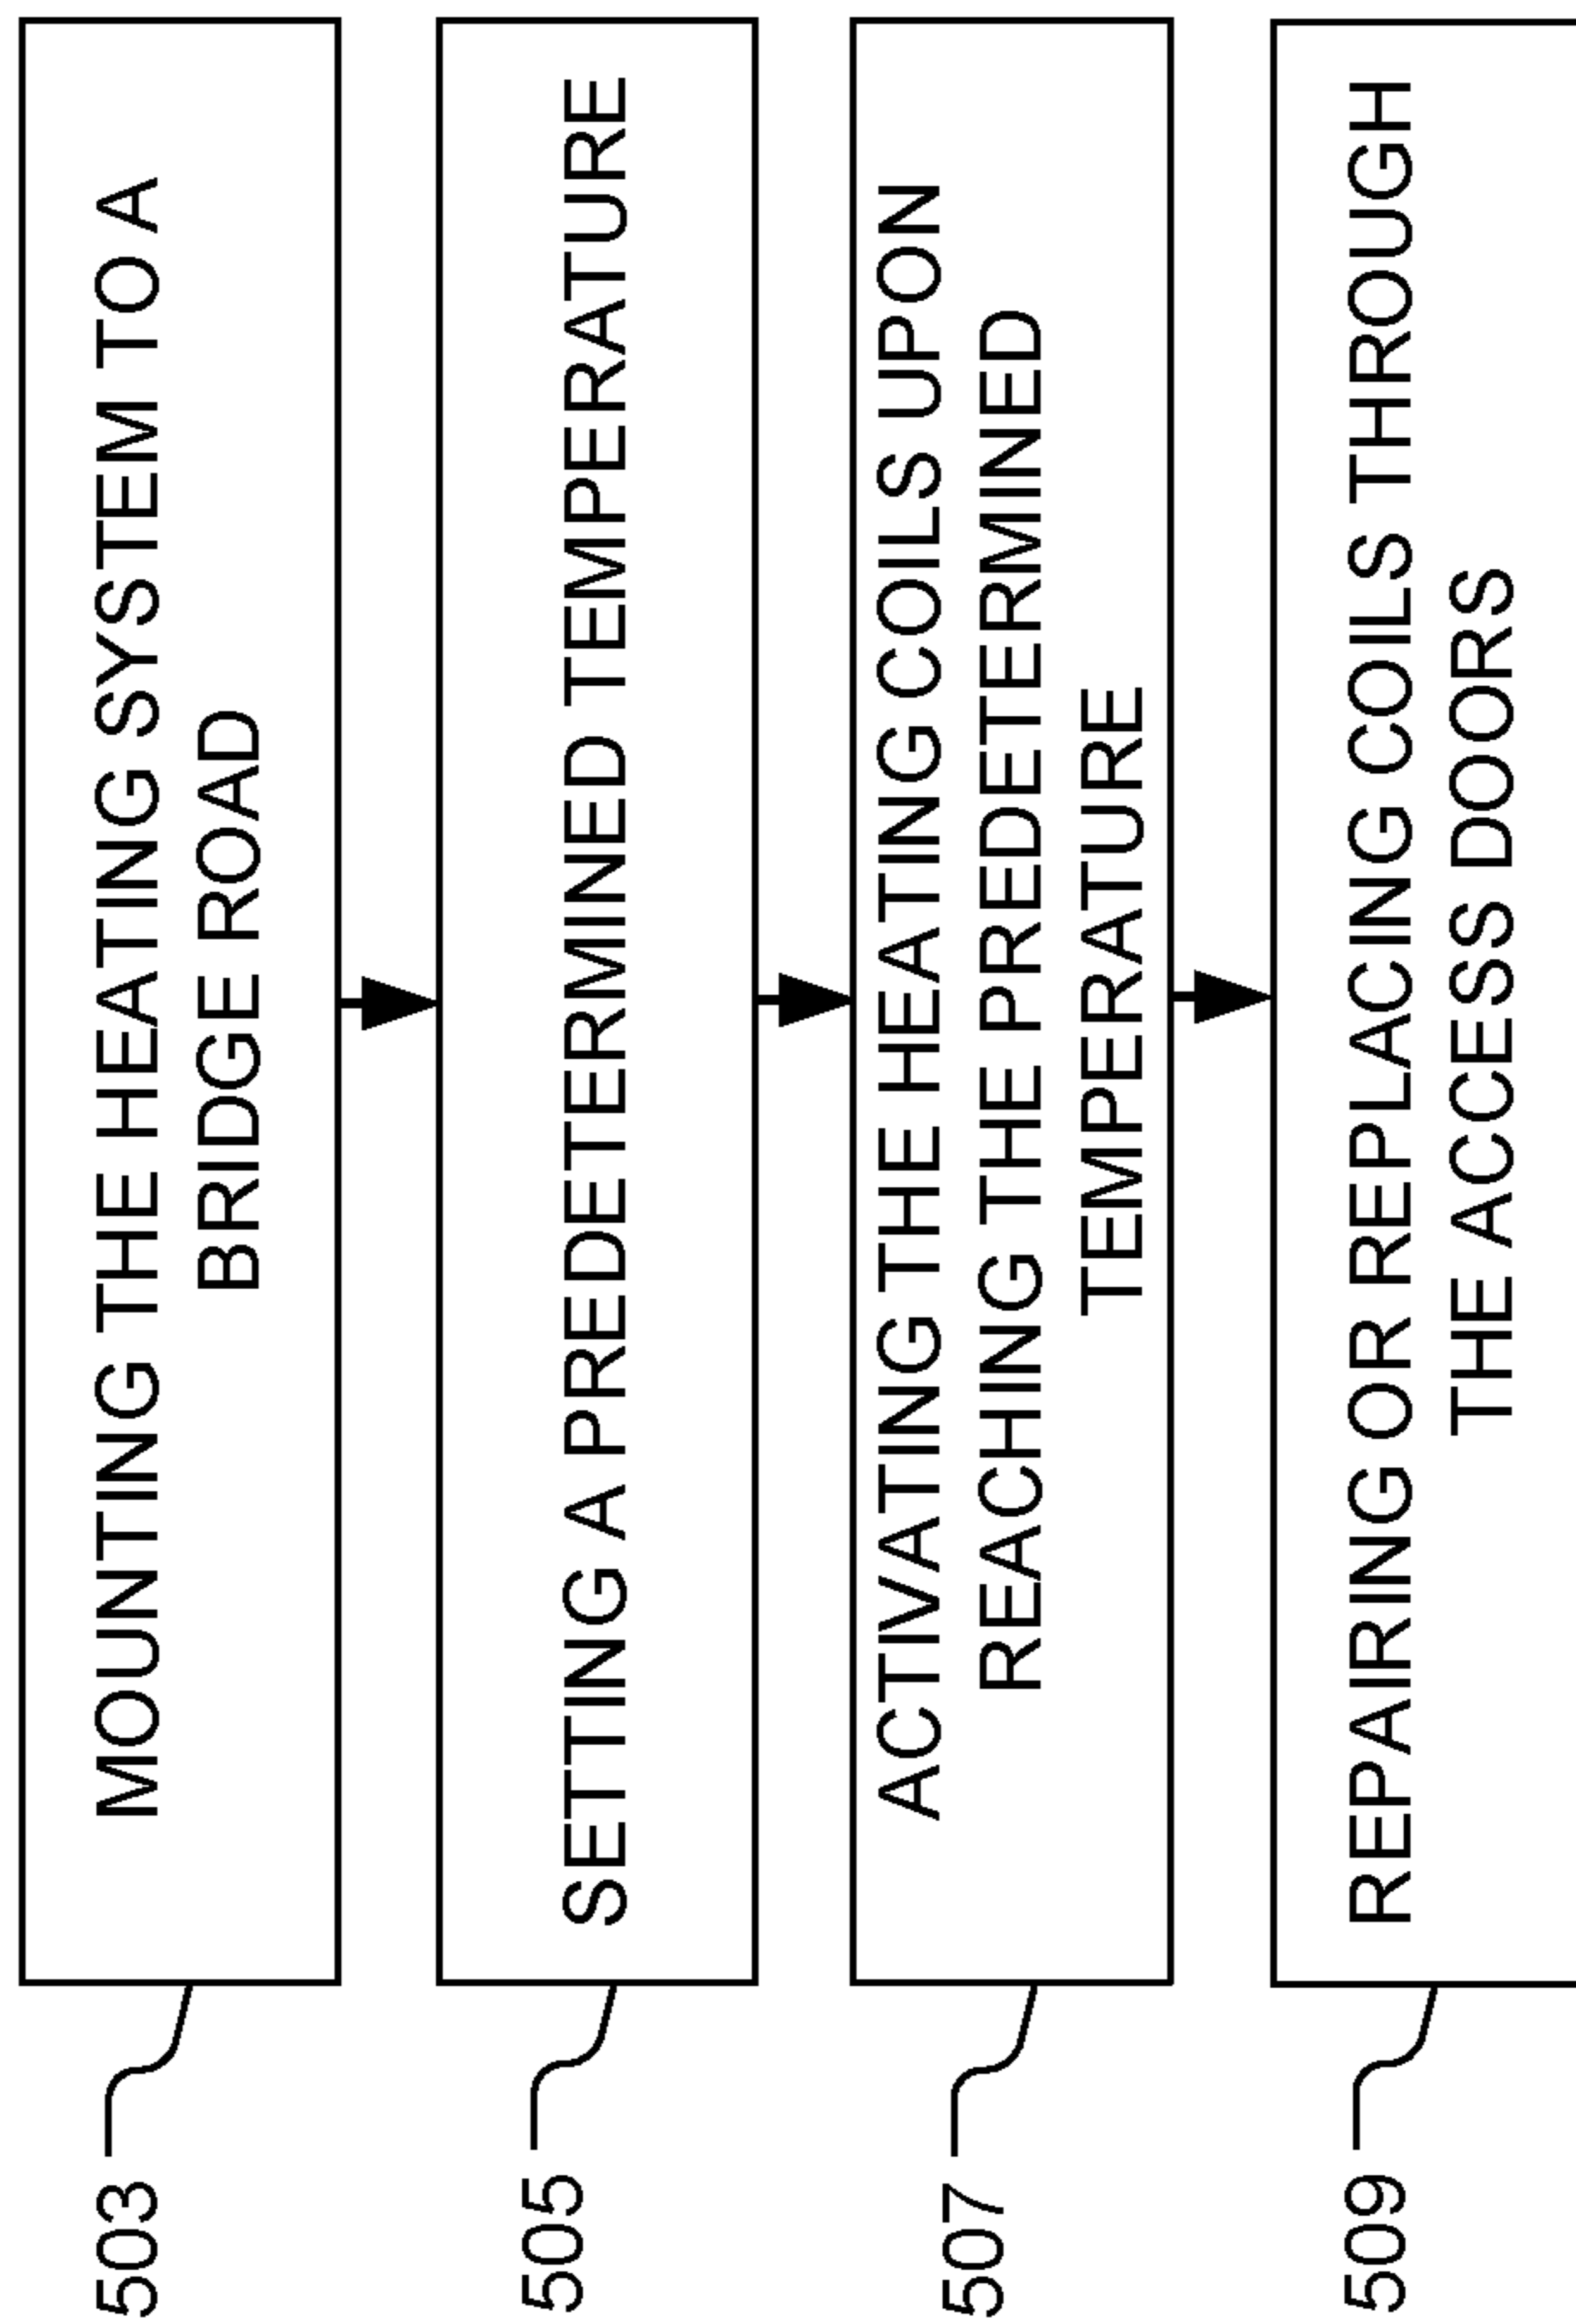 503
MOUNTING THE HEATING SYSTEM TO A
BRIDGE ROAD
505
SETTING A PREDETERMINED TEMPERATURE
507
ACTIVATING THE HEATING COILS UPON
REACHING THE PREDETERMINED
TEMPERATURE
509
REPAIRING OR REPLACING COILS THROUGH
THE ACCESS DOORS